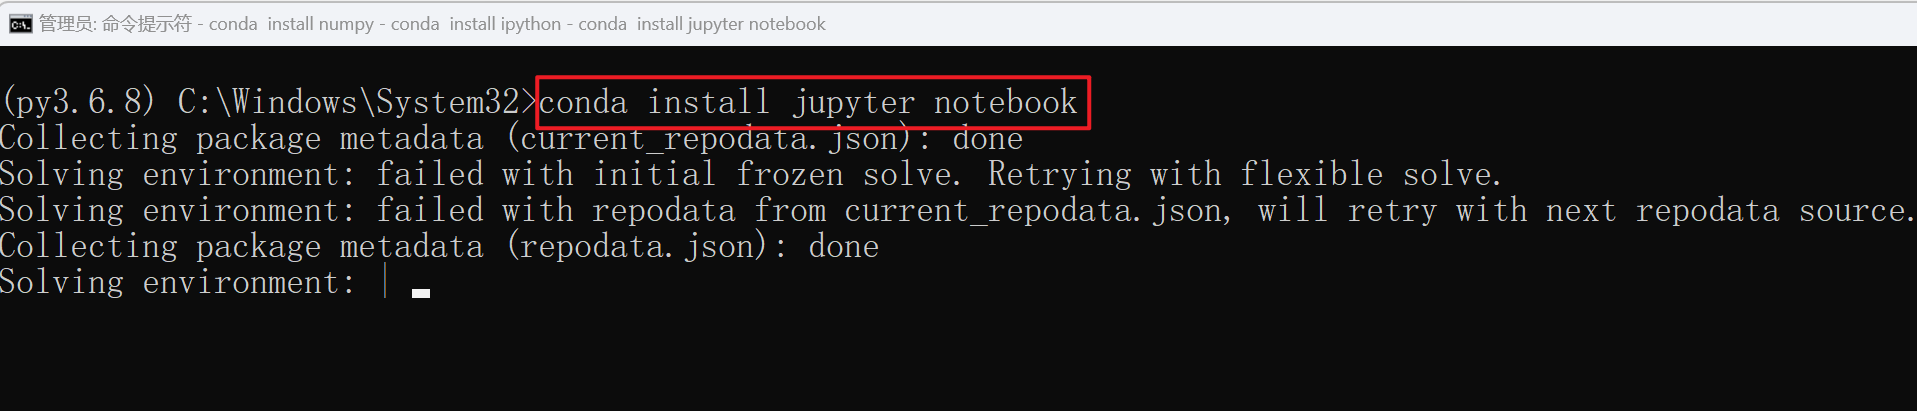 管理员: 命令提示符 - conda  install numpy - conda  install ipython - conda  install jupyter notebook
(py3.6.8) C:\Windows\System32>conda install jupyter notebook
Collecting package metadata (current_repodata.json): done
Solving environment: failed with initial frozen solve. Retrying with flexible solve.
Solving environment: failed with repodata from current_repodata.json, will retry with next repodata source.
Collecting package metadata (repodata.json): done
Solving environment: |